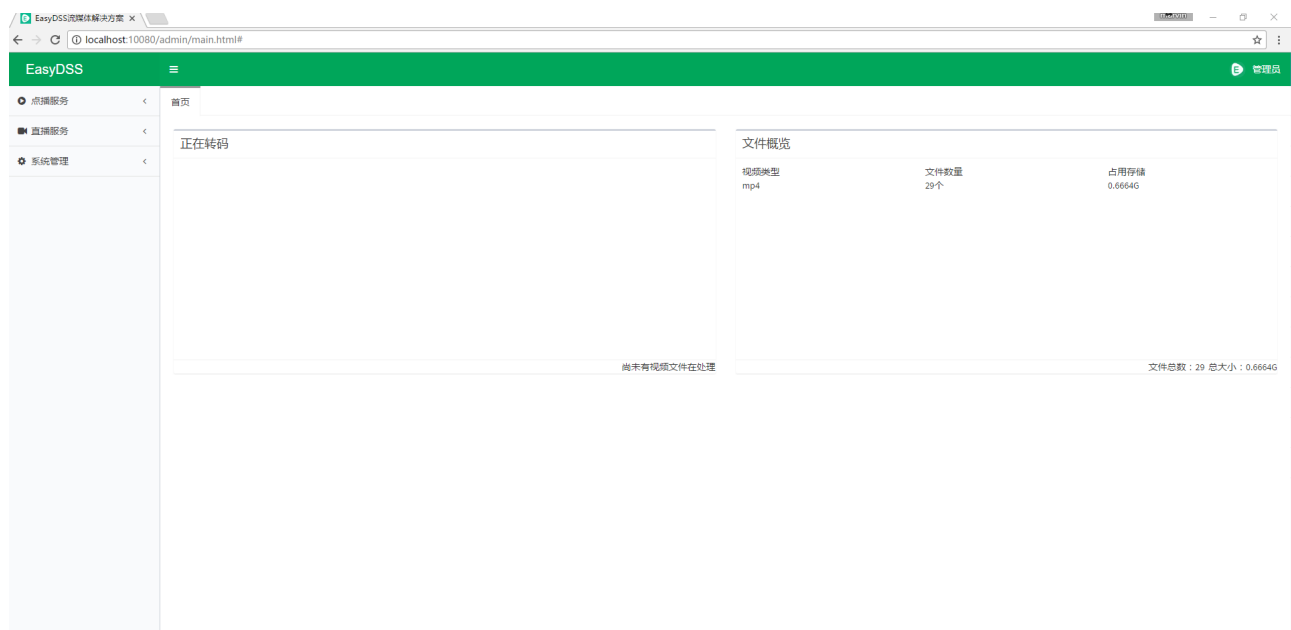 EasyDSS流媒体解决方案
localhost:10080/admin/main.html#
EasyDSS
管理员
点播服务
直播服务
系统管理
首页
正在转码
尚未有视频文件在处理
文件概览
视频类型 文件数量 占用存储
mp4 29个 0.6664G
文件总数：29 总大小：0.6664G